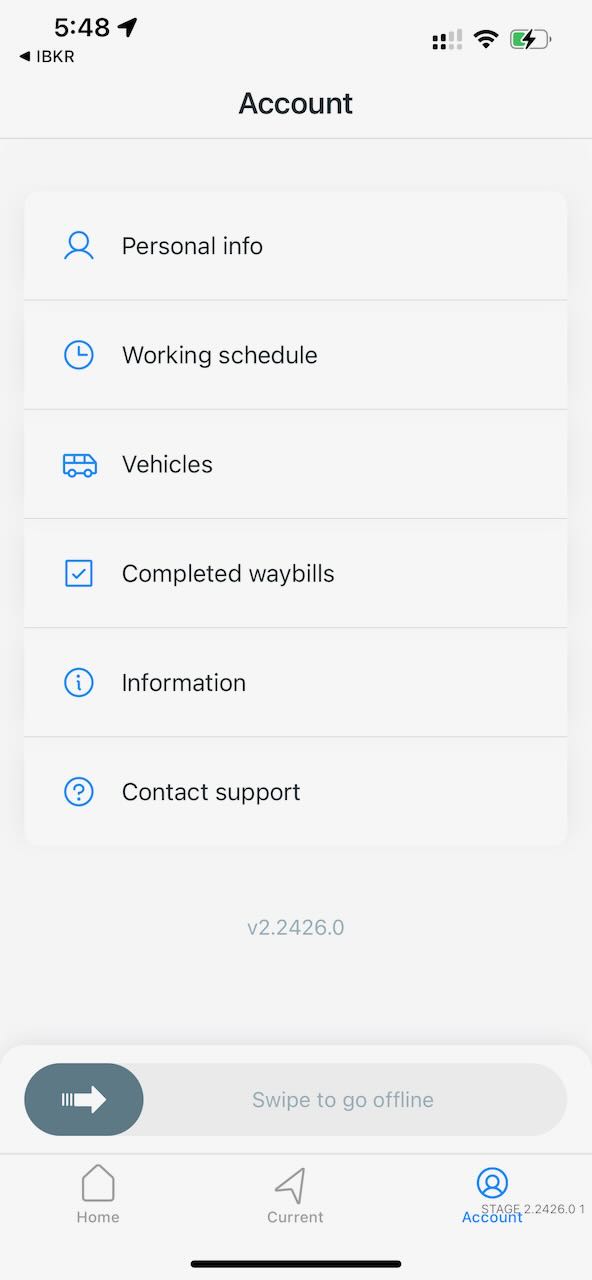 5:48
◀ IBKR
Account
Personal info
Working schedule
Vehicles
Completed waybills
Information
Contact support
v2.2426.0
Swipe to go offline
Home
Current
Account
STAGE 2.2426.0 1